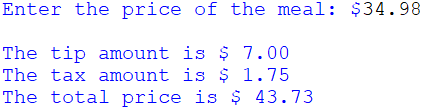 Enter the price of the meal: $34.98
The tip amount is $ 7.00
The tax amount is $ 1.75
The total price is $ 43.73